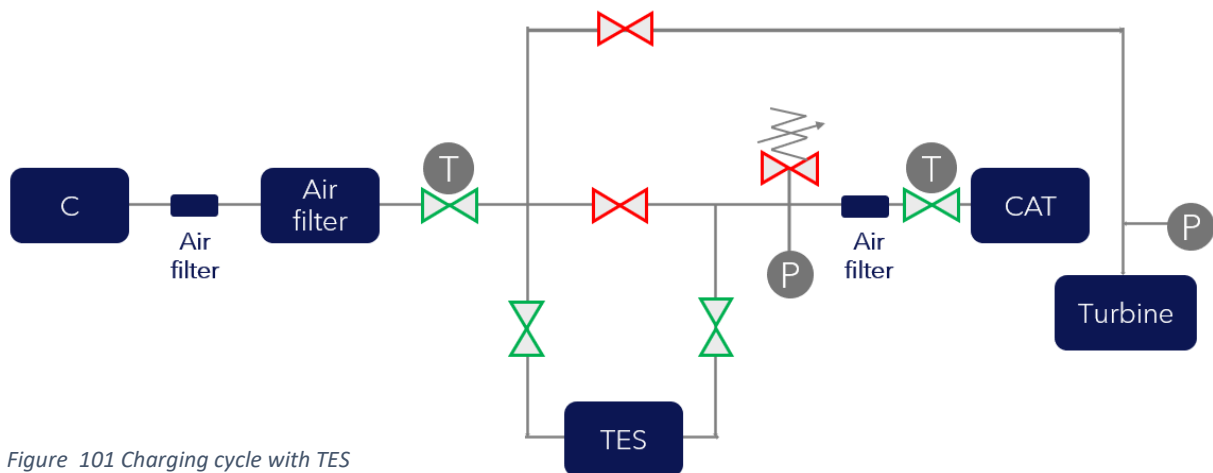 C
Air
filter
Air
filter
T
P
Air
filter
T
CAT
P
Turbine
TES
Figure 101 Charging cycle with TES